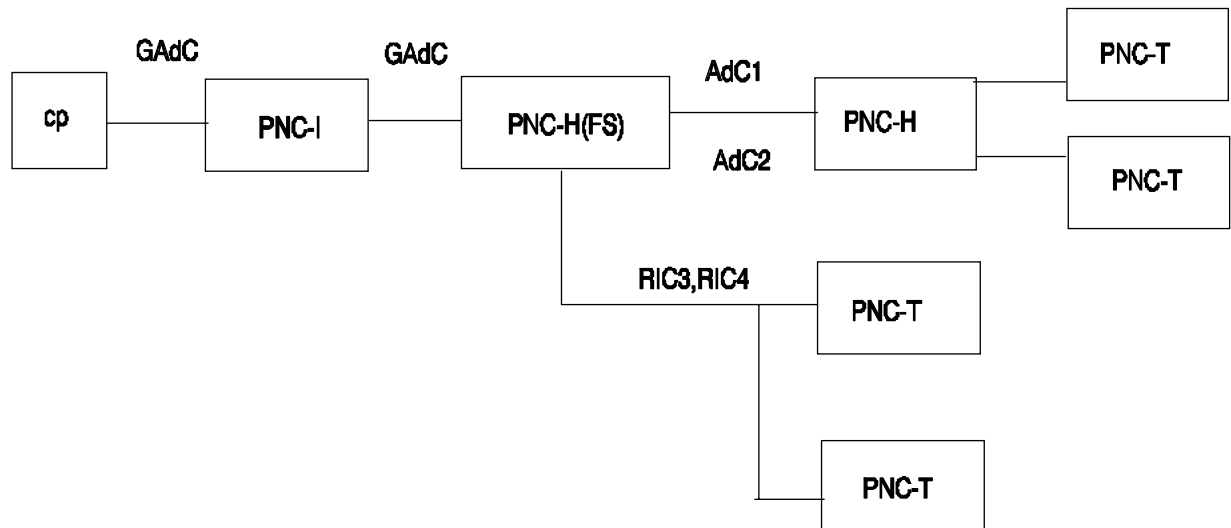 GAdC
GAdC
AdC1
PNC-T
cp
PNC-I
PNC-H(FS)
PNC-H
AdC2
PNC-T
RIC3,RIC4
PNC-T
PNC-T